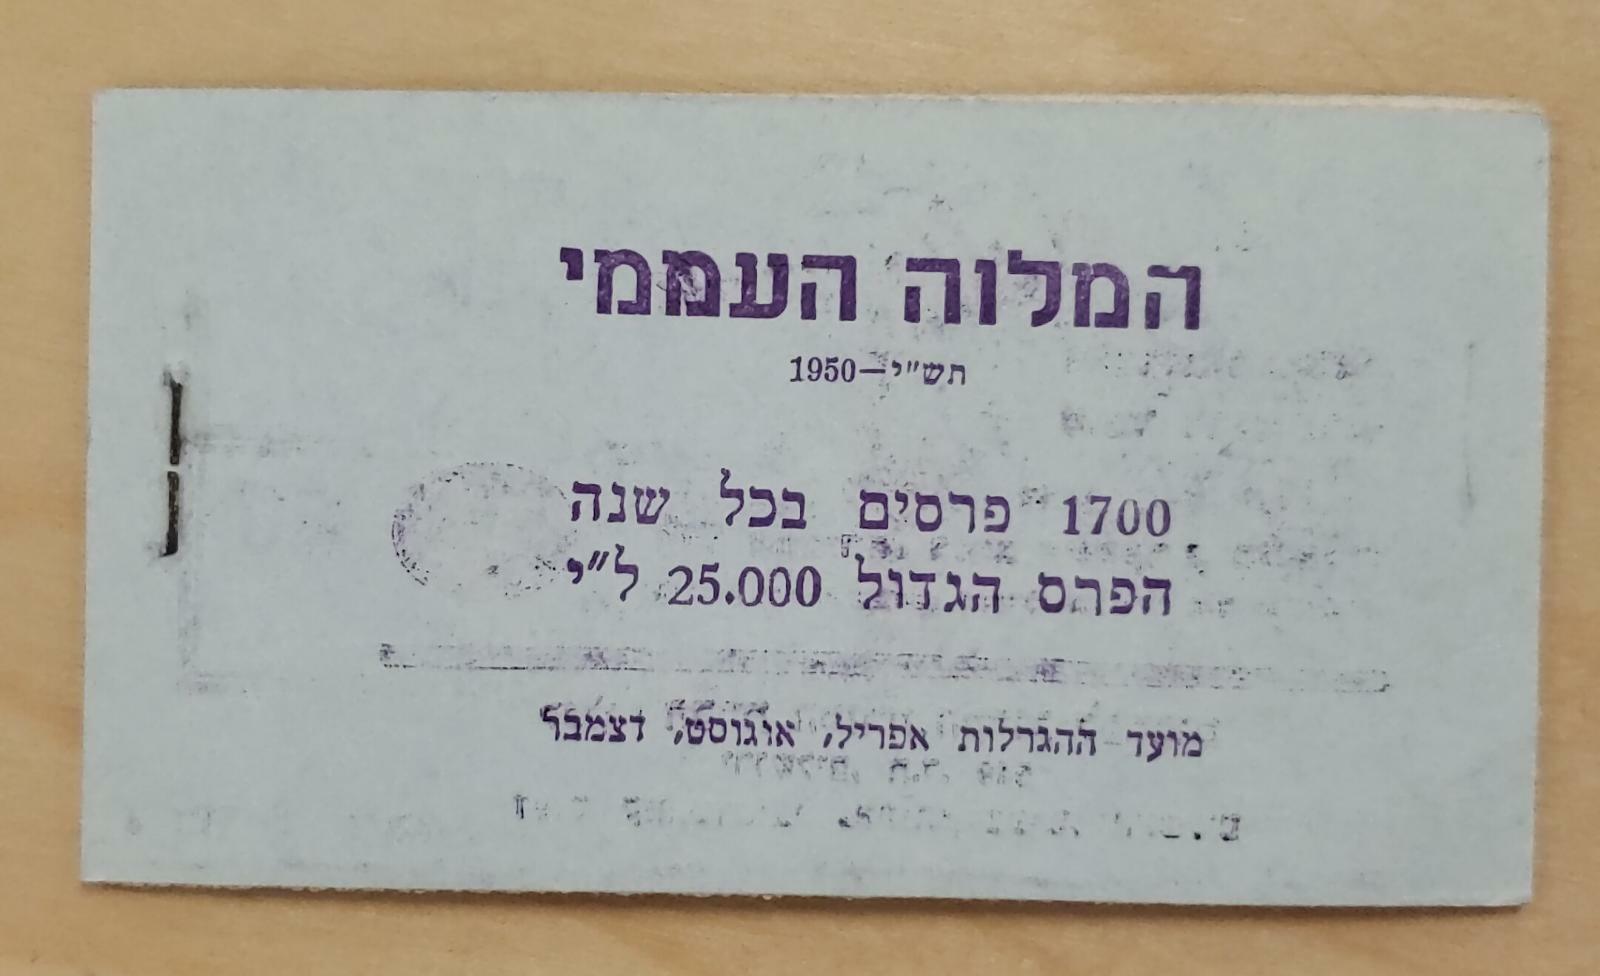 המלוה העממי
תש"י—1950
1700 פרסים בכל שנה
הפרס הגדול 25.000 ל"י
מועד ההגרלות אפריל, אוגוסט, דצמבר